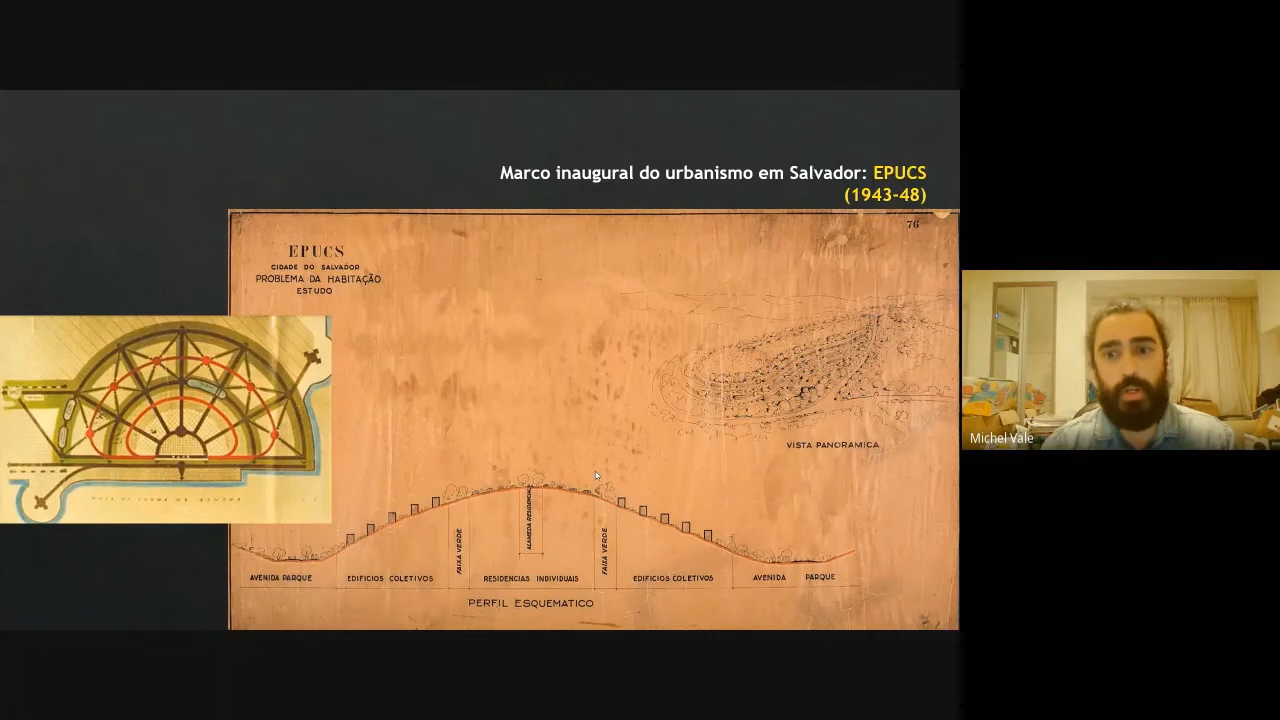 Marco inaugural do urbanismo em Salvador: EPUCS
(1943-48)
76
EPUCS
CIDADE DO SALVADOR
PROBLEMA DA HABITAÇÃO
ESTUDO
VISTA PANORAMICA
FAIXA VERDE
ALAMEDA RESIDENCIAL
FAIXA VERDE
AVENIDA PARQUE
EDIFICIOS COLETIVOS
RESIDENCIAS INDIVIDUAIS
EDIFICIOS COLETIVOS
AVENIDA PARQUE
PERFIL ESQUEMATICO
Michel Vale